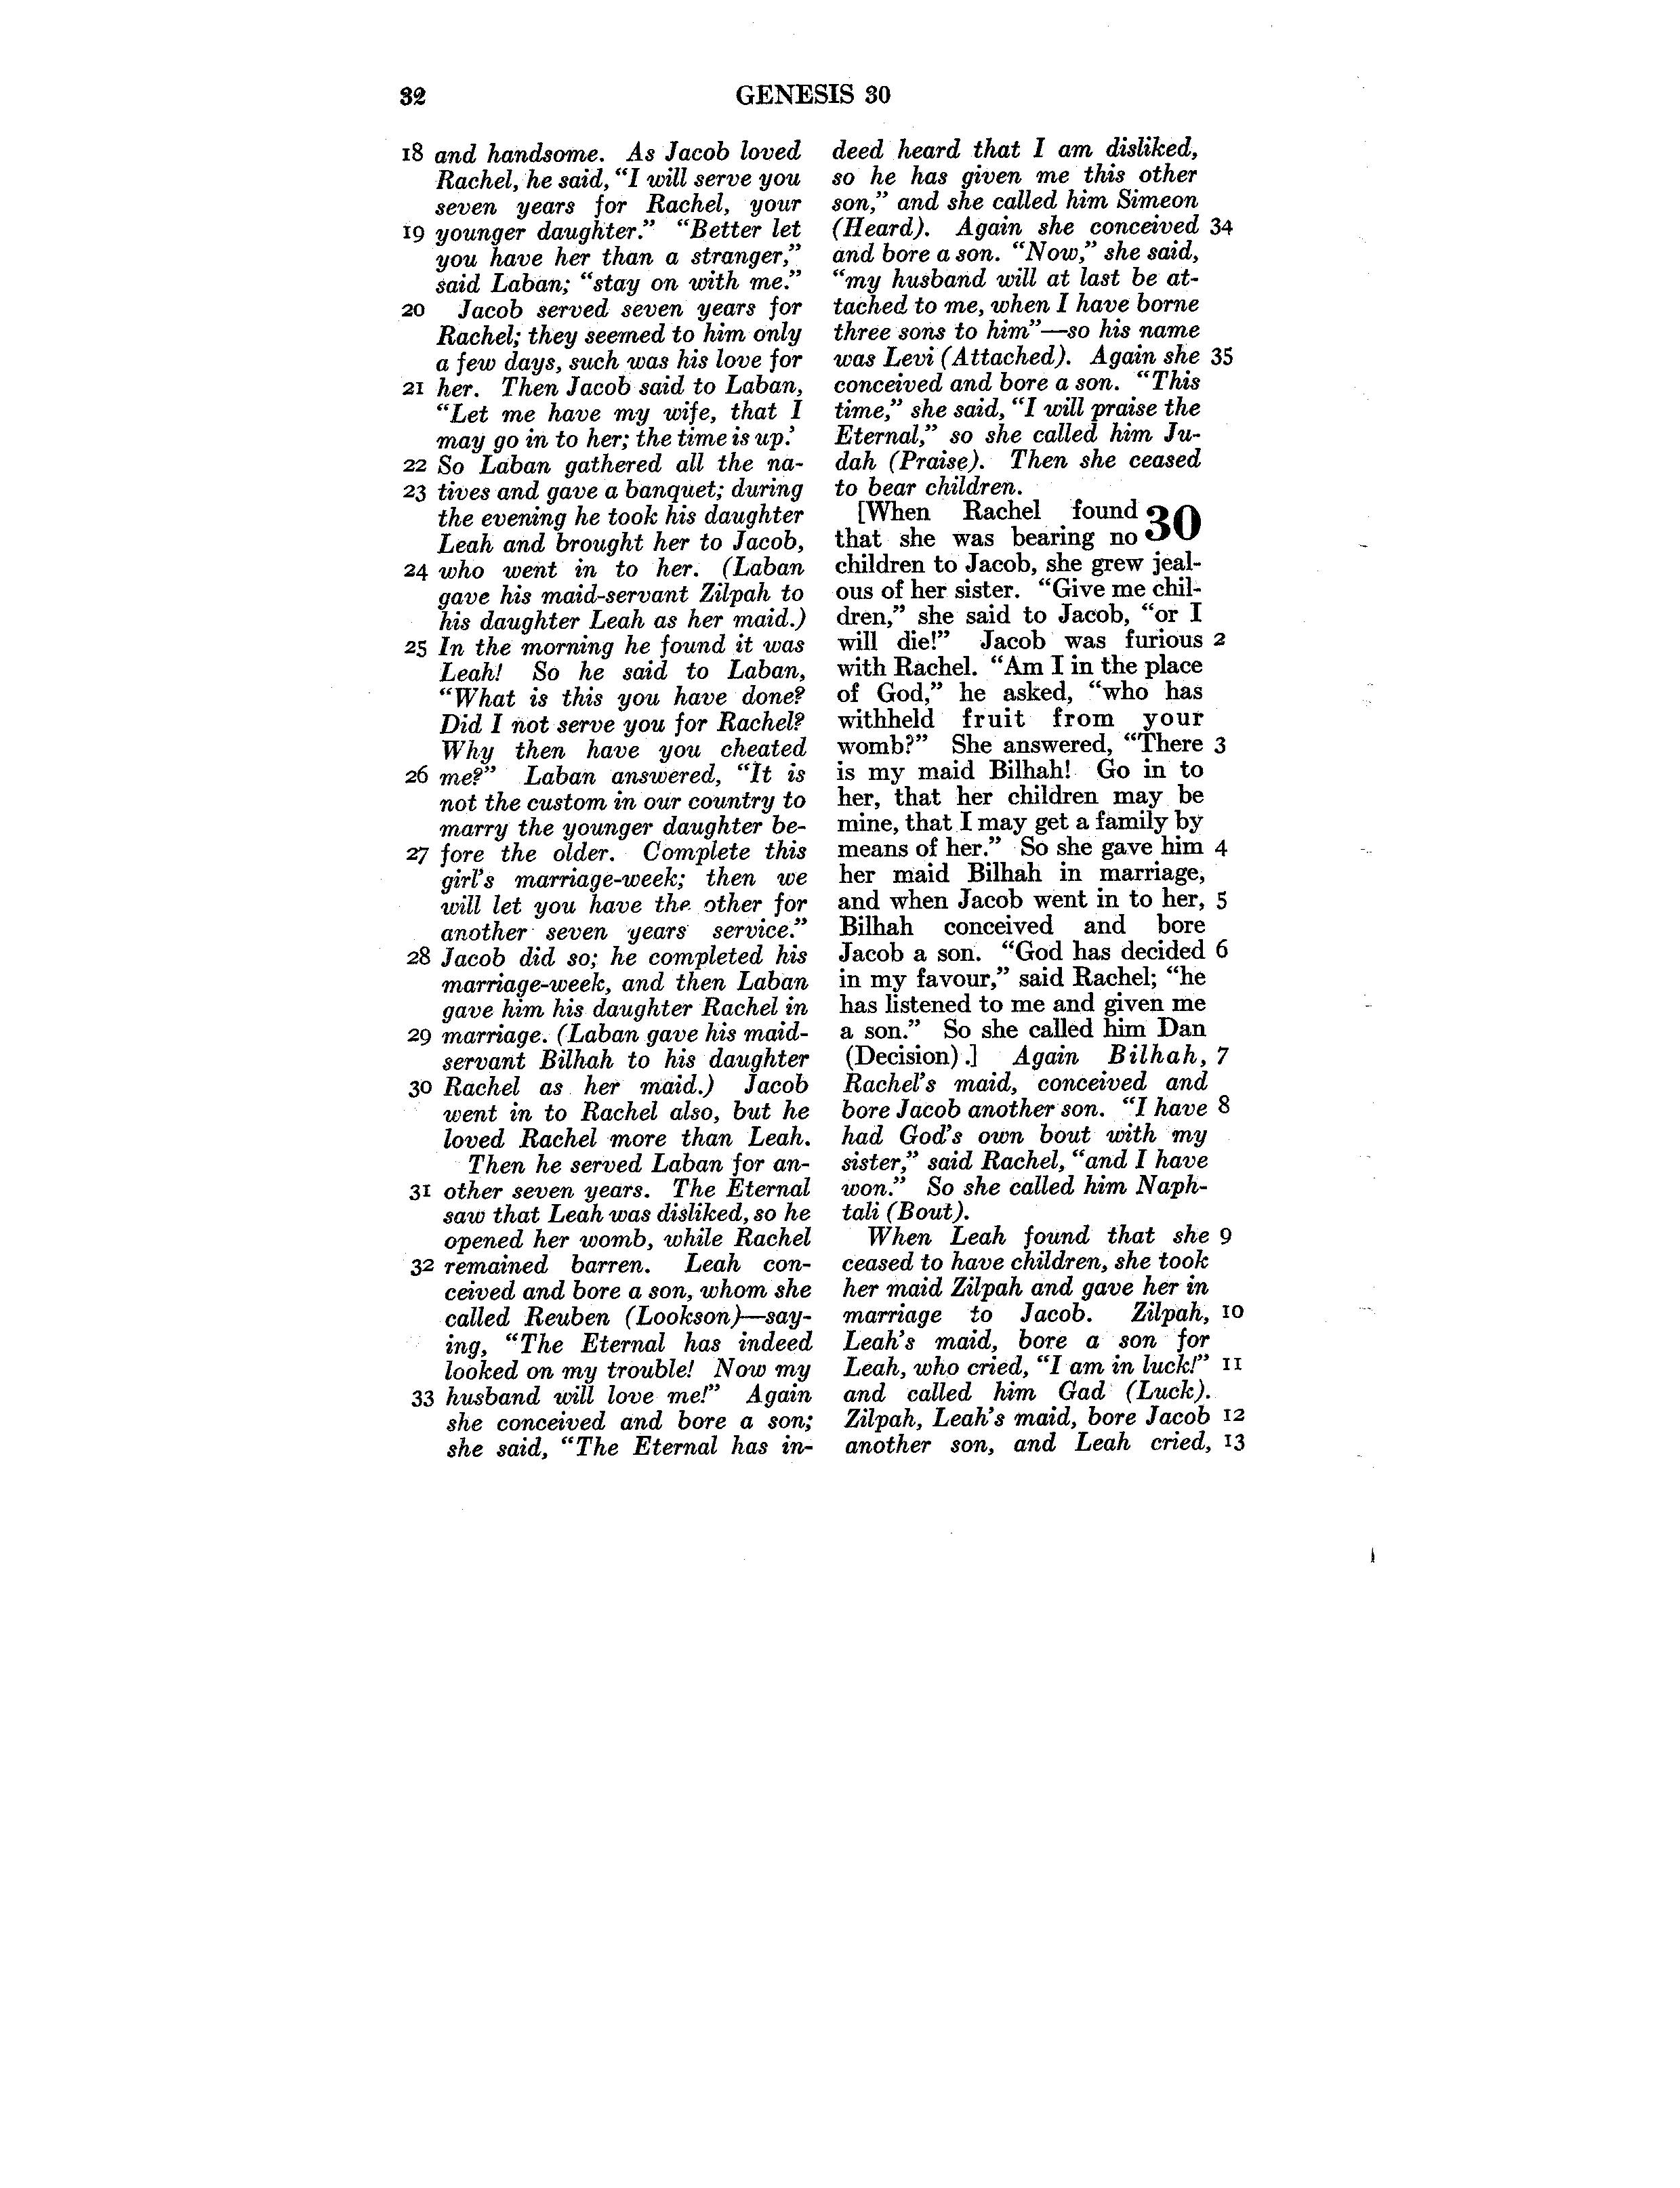 32
GENESIS 30
18 and handsome. As Jacob loved
Rachel, he said, “I will serve you
seven years for Rachel, your
19 younger daughter.” “Better let
you have her than a stranger,”
said Laban; “stay on with me.”
20 Jacob served seven years for
Rachel; they seemed to him only
a few days, such was his love for
21 her. Then Jacob said to Laban,
“Let me have my wife, that I
may go in to her; the time is up.’
22 So Laban gathered all the na-
23 tives and gave a banquet; during
the evening he took his daughter
Leah and brought her to Jacob,
24 who went in to her. (Laban
gave his maid-servant Zilpah to
his daughter Leah as her maid.)
25 In the morning he found it was
Leah! So he said to Laban,
“What is this you have done?
Did I not serve you for Rachel?
Why then have you cheated
26 me?” Laban answered, “It is
not the custom in our country to
marry the younger daughter be-
27 fore the older. Complete this
girl’s marriage-week; then we
will let you have the other for
another seven years service.”
28 Jacob did so; he completed his
marriage-week, and then Laban
gave him his daughter Rachel in
29 marriage. (Laban gave his maid-
servant Bilhah to his daughter
30 Rachel as her maid.) Jacob
went in to Rachel also, but he
loved Rachel more than Leah.
Then he served Laban for an-
31 other seven years. The Eternal
saw that Leah was disliked, so he
opened her womb, while Rachel
32 remained barren. Leah con-
ceived and bore a son, whom she
called Reuben (Lookson)—say-
ing, “The Eternal has indeed
looked on my trouble! Now my
33 husband will love me!” Again
she conceived and bore a son;
she said, “The Eternal has in-
deed heard that I am disliked,
so he has given me this other
son,” and she called him Simeon
(Heard). Again she conceived 34
and bore a son. “Now,” she said,
“my husband will at last be at-
tached to me, when I have borne
three sons to him”—so his name
was Levi (Attached). Again she 35
conceived and bore a son. “This
time,” she said, “I will praise the
Eternal,” so she called him Ju-
dah (Praise). Then she ceased
to bear children.
[When Rachel found 30
that she was bearing no
children to Jacob, she grew jeal-
ous of her sister. “Give me chil-
dren,” she said to Jacob, “or I
will die!” Jacob was furious 2
with Rachel. “Am I in the place
of God,” he asked, “who has
withheld fruit from your
womb?” She answered, “There 3
is my maid Bilhah! Go in to
her, that her children may be
mine, that I may get a family by
means of her.” So she gave him 4
her maid Bilhah in marriage,
and when Jacob went in to her, 5
Bilhah conceived and bore
Jacob a son. “God has decided 6
in my favour,” said Rachel; “he
has listened to me and given me
a son.” So she called him Dan
(Decision).] Again Bilhah, 7
Rachel’s maid, conceived and
bore Jacob another son. “I have 8
had God’s own bout with my
sister,” said Rachel, “and I have
won.” So she called him Naph-
tali (Bout).
When Leah found that she 9
ceased to have children, she took
her maid Zilpah and gave her in
marriage to Jacob. Zilpah, 10
Leah’s maid, bore a son for
Leah, who cried, “I am in luck!” 11
and called him Gad (Luck).
Zilpah, Leah’s maid, bore Jacob 12
another son, and Leah cried, 13